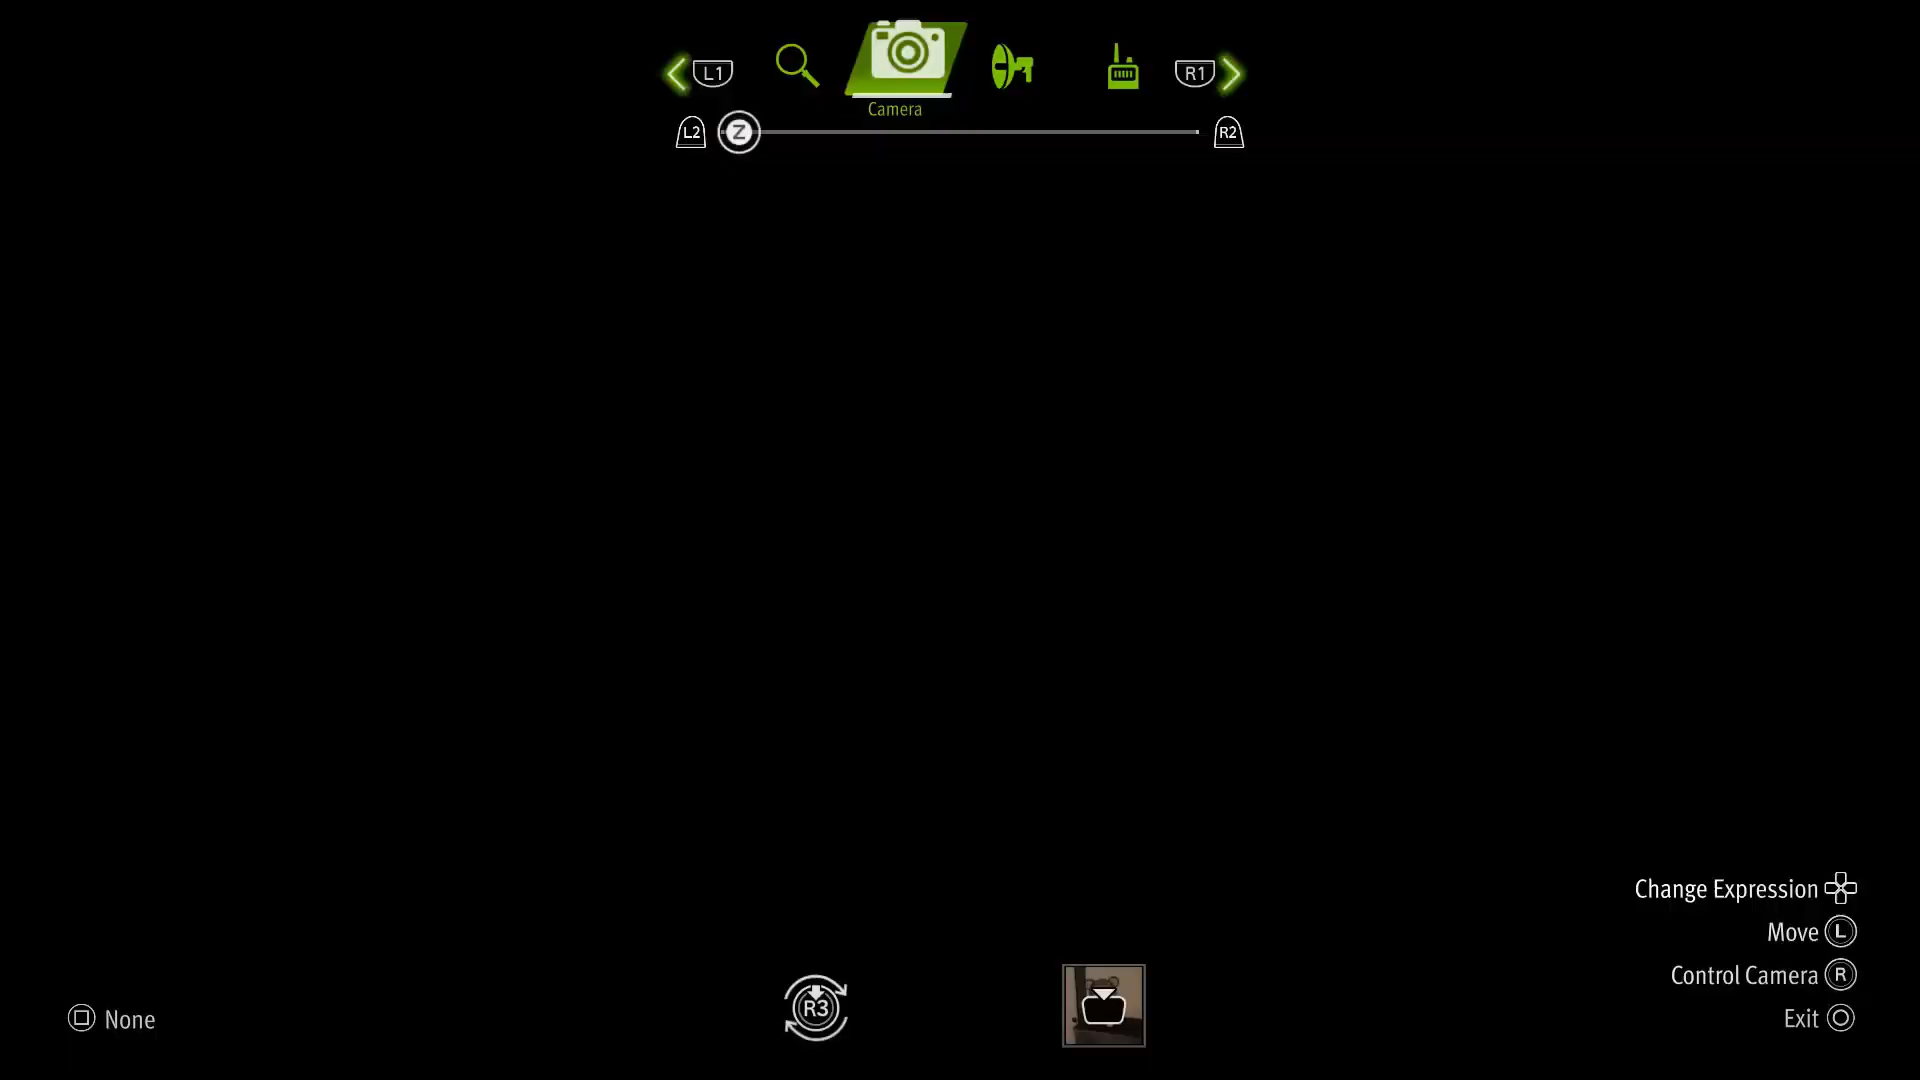 L1
R1
Camera
L2
Z
R2
Change Expression
Move L
Control Camera R
Exit
None
R3